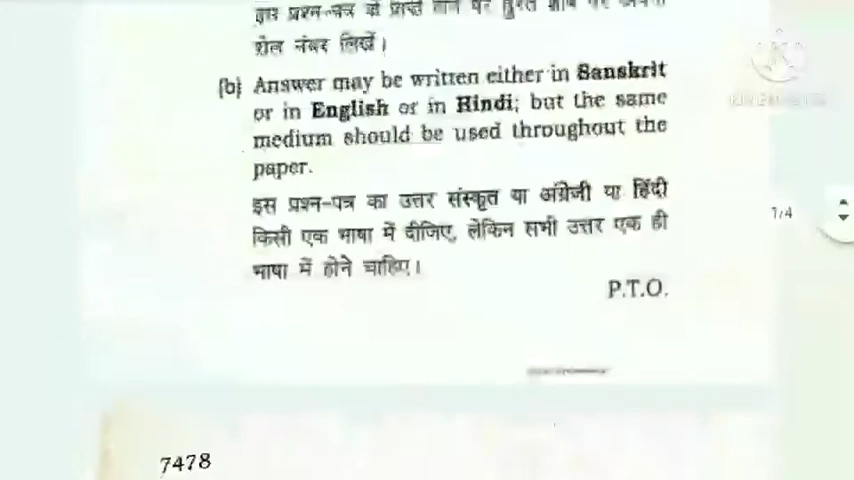 रोल नंबर लिखें।
(b) Answer may be written either in Sanskrit
or in English or in Hindi; but the same
medium should be used throughout the
paper.
इस प्रश्न-पत्र का उत्तर संस्कृत या अंग्रेजी या हिंदी
किसी एक भाषा में दीजिए, लेकिन सभी उत्तर एक ही
भाषा में होने चाहिए।
1/4
P.T.O.
7478